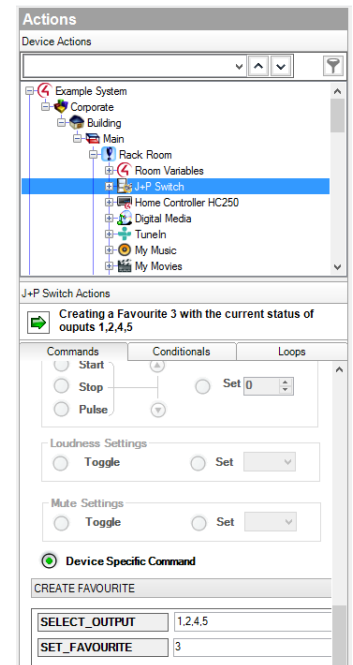 Actions
Device Actions
Example System
Corporate
Building
Main
Rack Room
Room Variables
J+P Switch
Home Controller HC250
Digital Media
TuneIn
My Music
My Movies
J+P Switch Actions
Creating a Favourite 3 with the current status of
ouputs 1,2,4,5
Commands Conditionals Loops
Start
Stop Set 0
Pulse
Loudness Settings
Toggle Set
Mute Settings
Toggle Set
Device Specific Command
CREATE FAVOURITE
SELECT_OUTPUT 1,2,4,5
SET_FAVOURITE 3